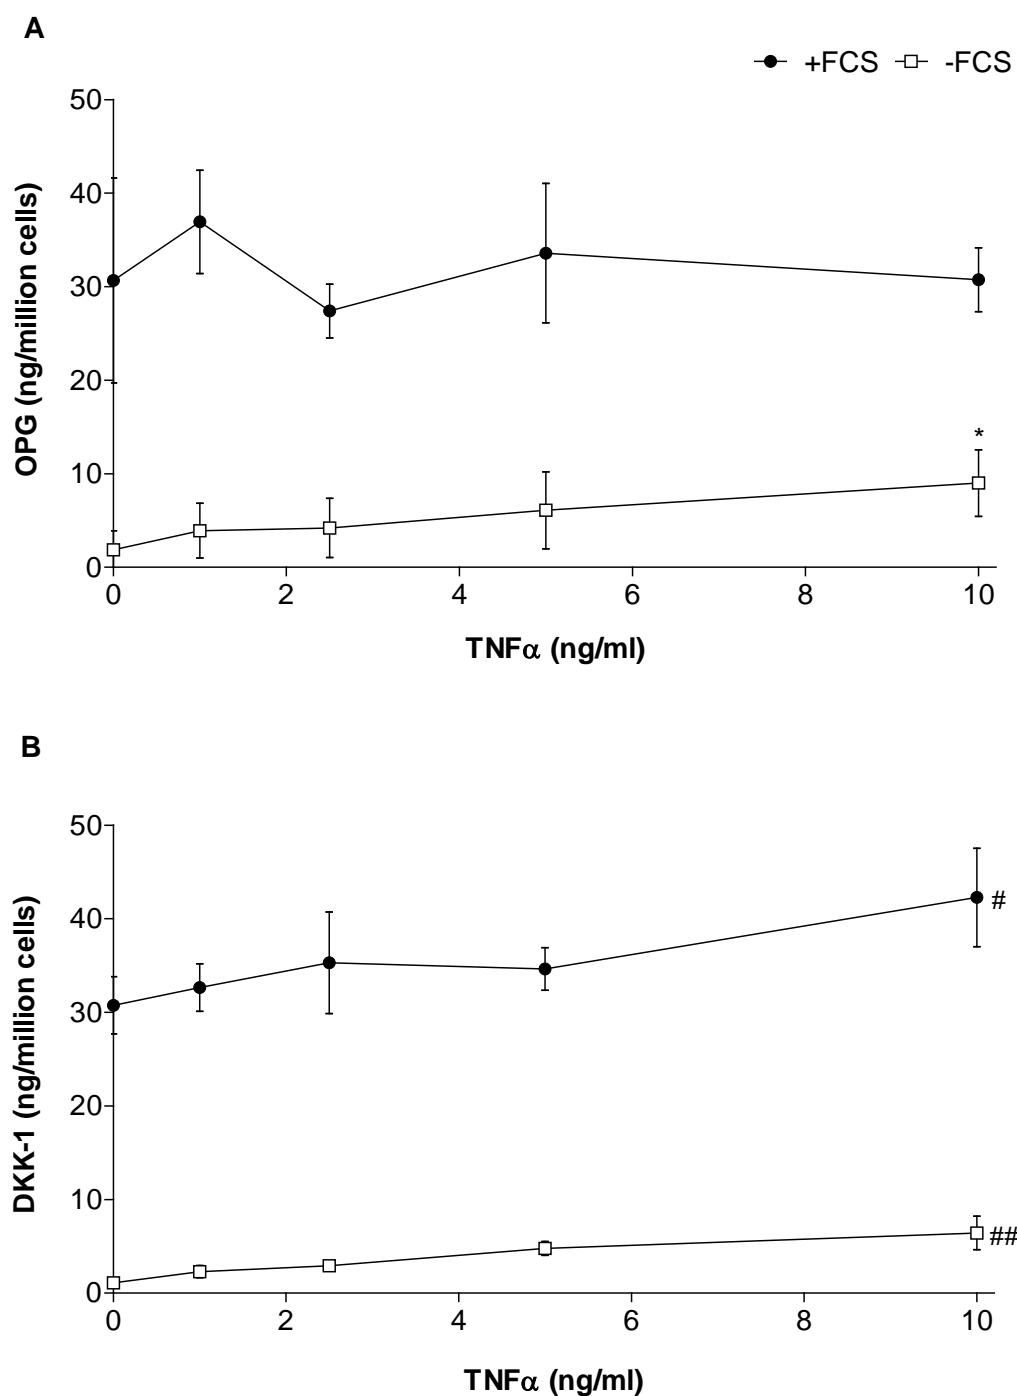 A
+FCS -FCS
50
40
30
20
10
0
OPG (ng/million cells)
*
0 2 4 6 8 10
TNFα (ng/ml)
B
50
40
30
20
10
0
DKK-1 (ng/million cells)
#
##
0 2 4 6 8 10
TNFα (ng/ml)